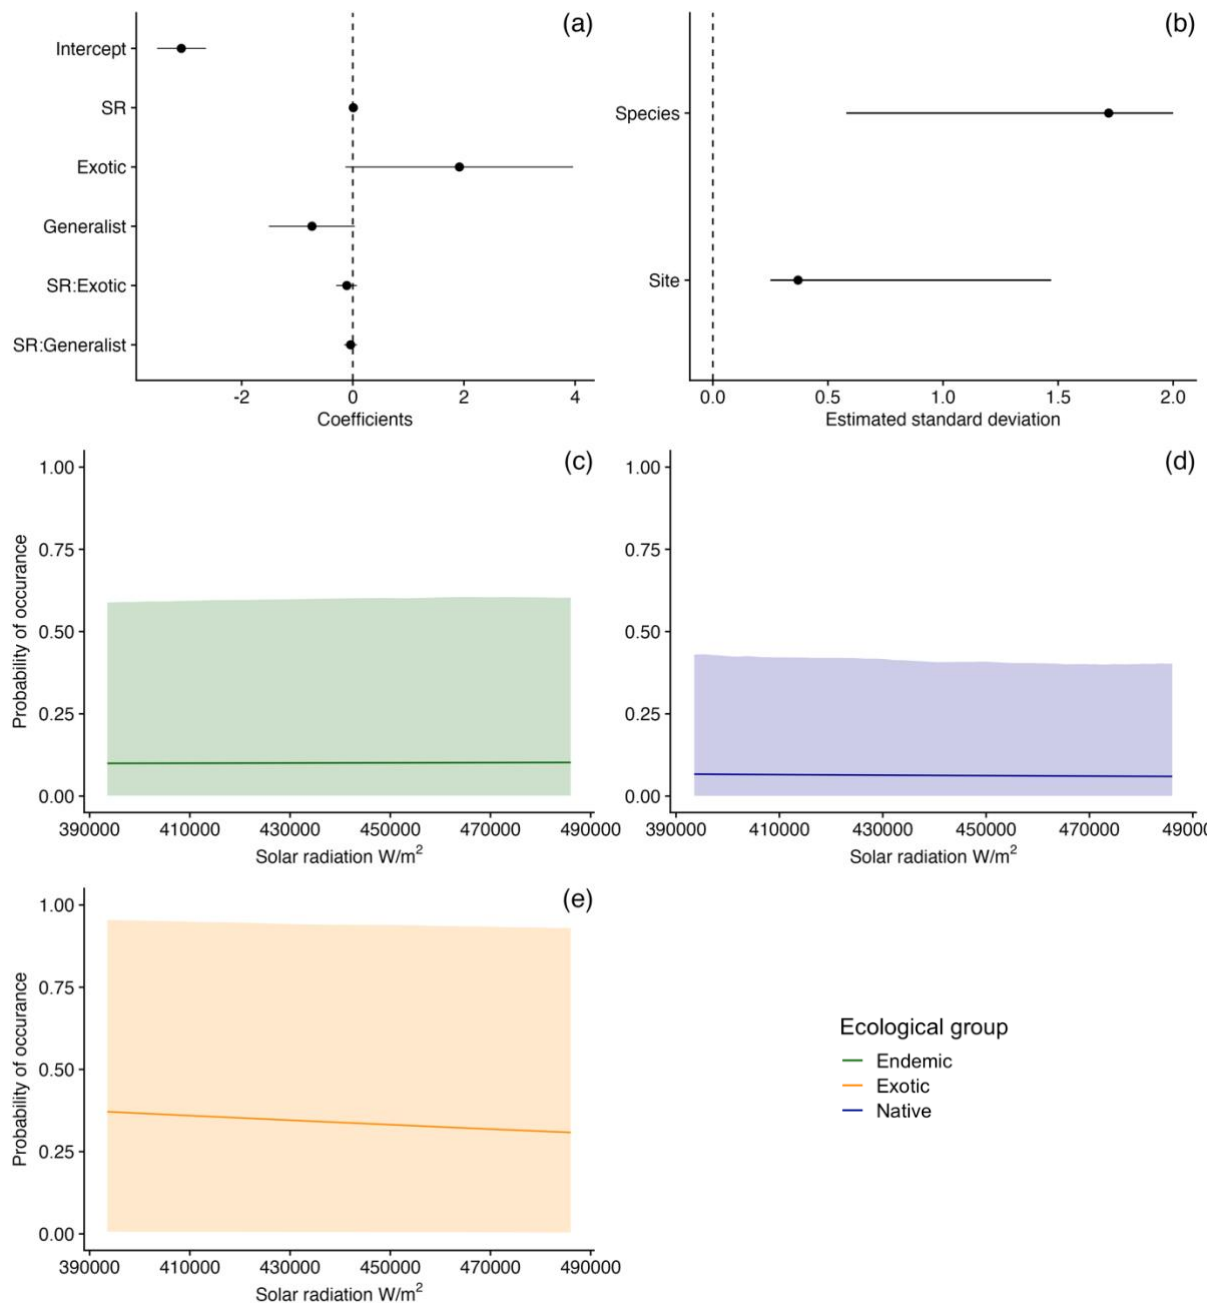 (a)
Intercept
SR
Exotic
Generalist
SR:Exotic
SR:Generalist
-2 0 2 4
Coefficients
(b)
Species
Site
0.0 0.5 1.0 1.5 2.0
Estimated standard deviation
(c)
Probability of occurance
1.00
0.75
0.50
0.25
0.00
390000 410000 430000 450000 470000 490000
Solar radiation W/m²
(d)
1.00
0.75
0.50
0.25
0.00
390000 410000 430000 450000 470000 49000
Solar radiation W/m²
(e)
Probability of occurance
1.00
0.75
0.50
0.25
0.00
390000 410000 430000 450000 470000 490000
Solar radiation W/m²
Ecological group
Endemic
Exotic
Native